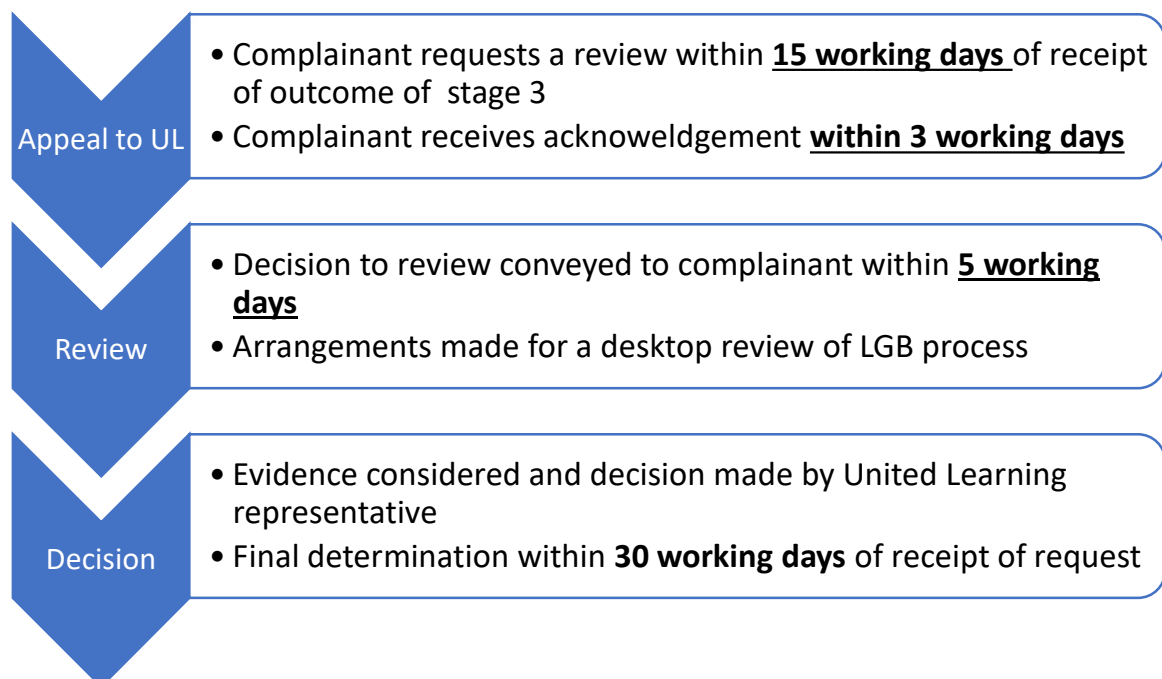 Appeal to UL
• Complainant requests a review within 15 working days of receipt
of outcome of stage 3
• Complainant receives acknoweldgement within 3 working days
Review
• Decision to review conveyed to complainant within 5 working
days
• Arrangements made for a desktop review of LGB process
Decision
• Evidence considered and decision made by United Learning
representative
• Final determination within 30 working days of receipt of request